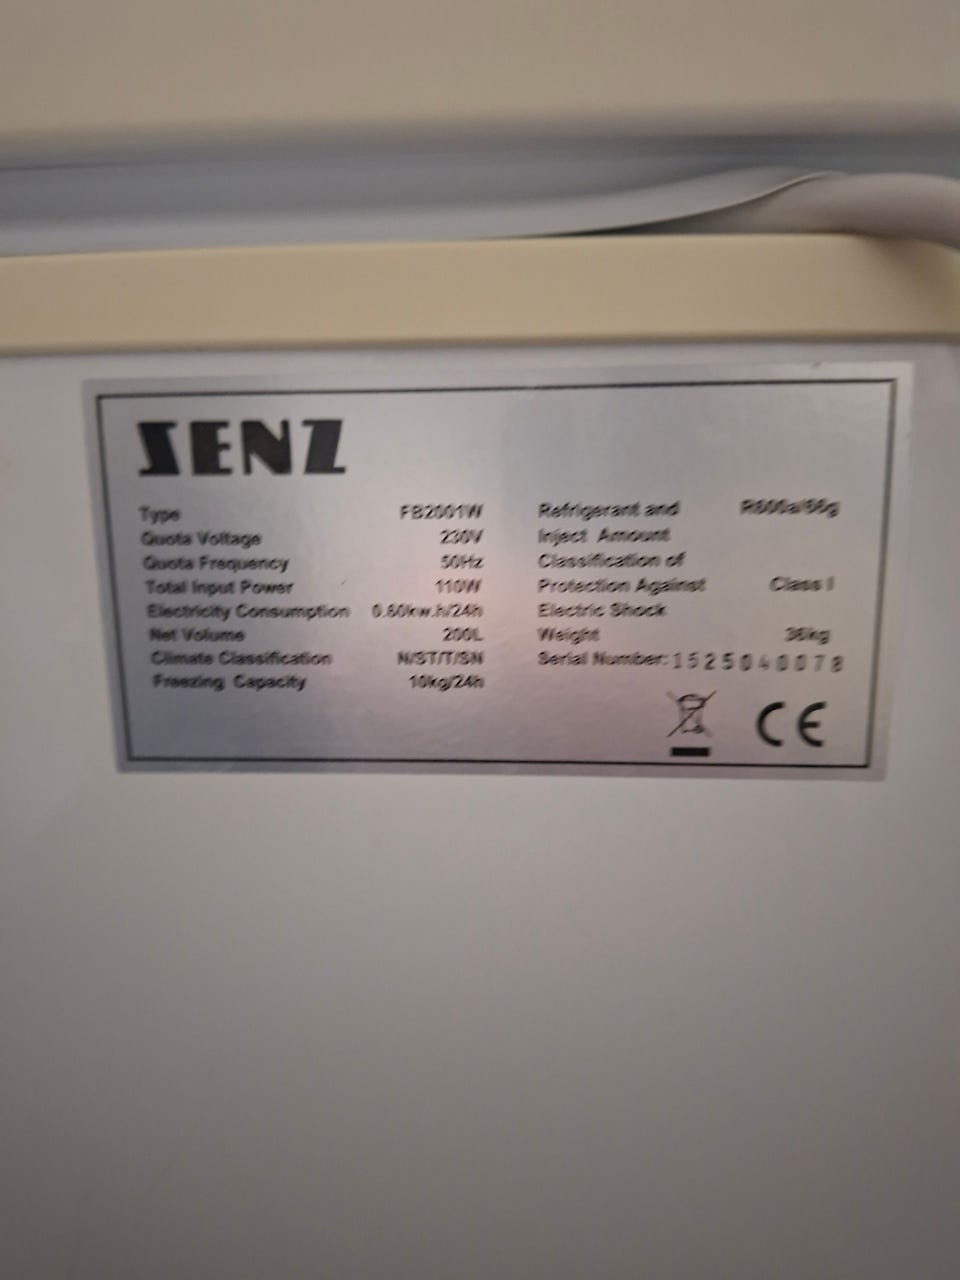 SENZ
Type FB2001W
Quota Voltage 230V
Quota Frequency 50Hz
Total Input Power 110W
Electricity Consumption 0.60kw.h/24h
Net Volume 200L
Climate Classification N/ST/T/SN
Freezing Capacity 10kg/24h
Refrigerant and
Inject Amount
Classification of
Protection Against Class I
Electric Shock
Weight 36kg
Serial Number: 1525040078
CE